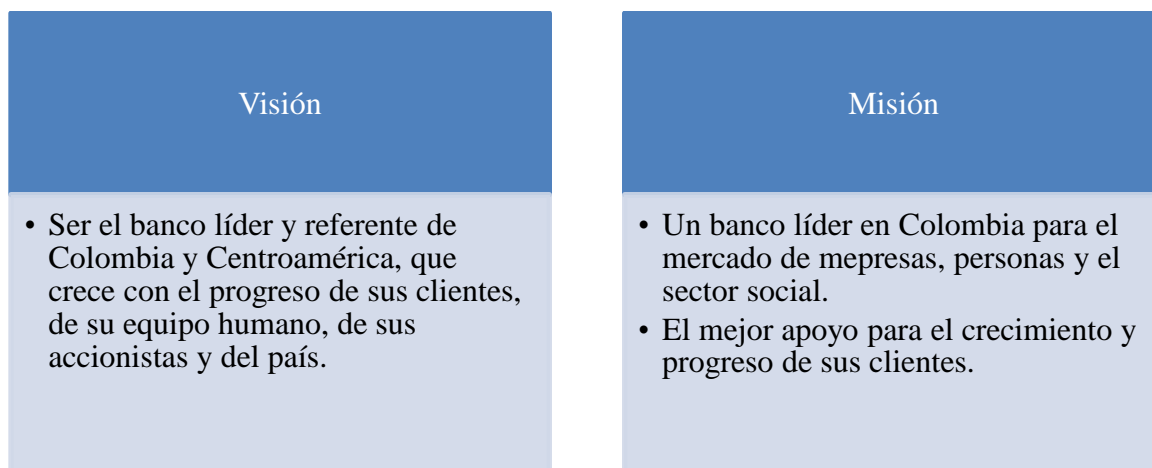 Visión
• Ser el banco líder y referente de
Colombia y Centroamérica, que
crece con el progreso de sus clientes,
de su equipo humano, de sus
accionistas y del país.
Misión
• Un banco líder en Colombia para el
mercado de mepresas, personas y el
sector social.
• El mejor apoyo para el crecimiento y
progreso de sus clientes.